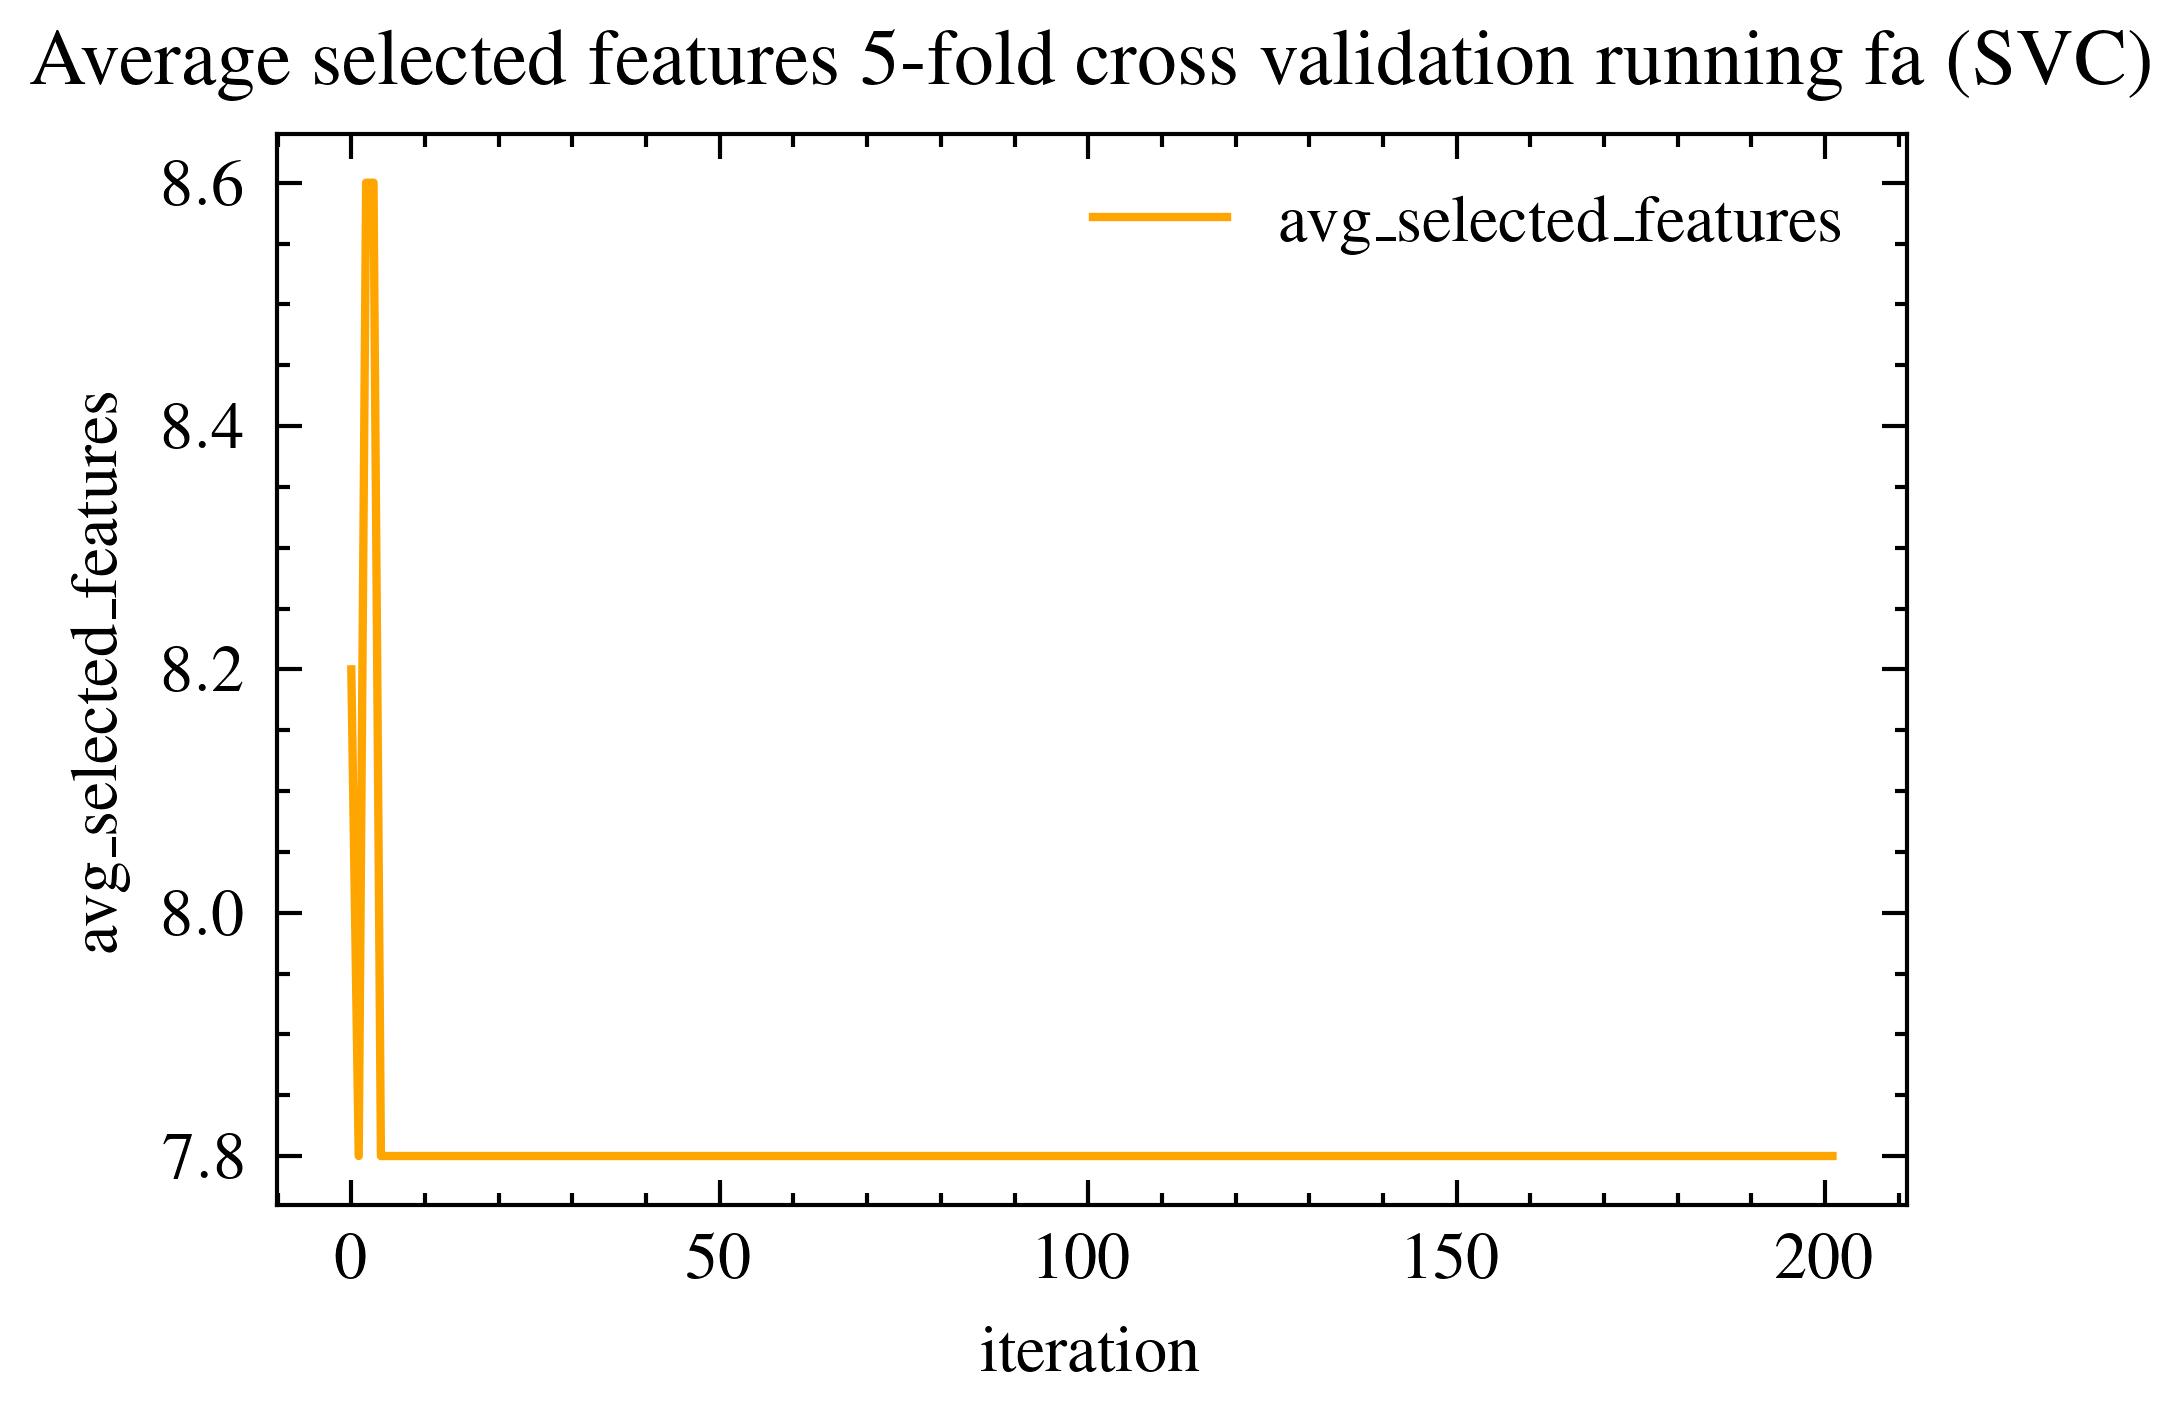 Average selected features 5-fold cross validation running fa (SVC)
avg_selected_features
8.6
8.4
8.2
8.0
7.8
avg_selected_features
0 50 100 150 200
iteration